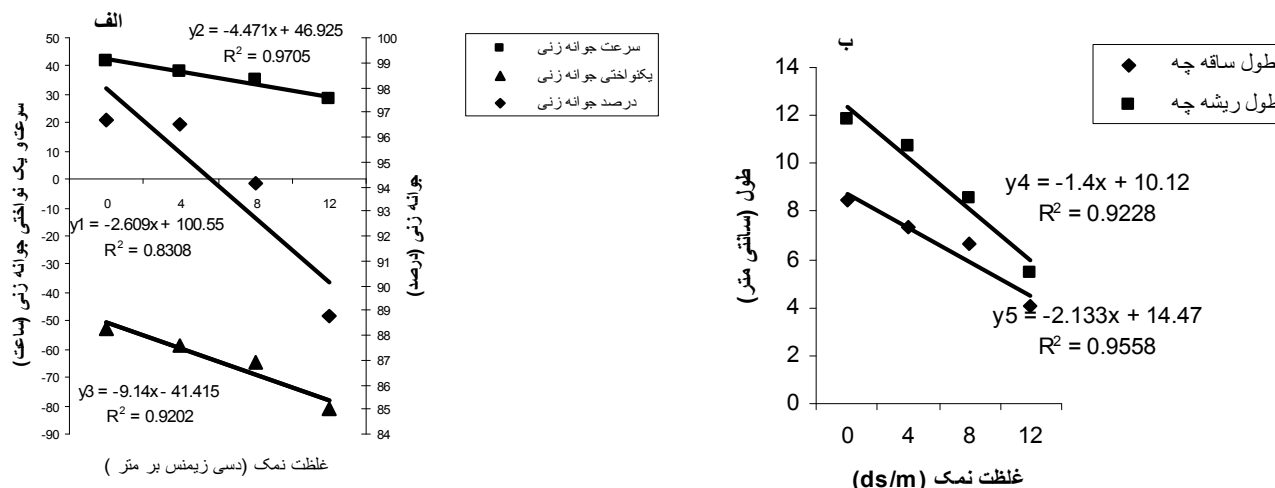 الف
y2 = -4.471x + 46.925
R² = 0.9705
50
40
30
20
10
0
-10
-20
-30
-40
-50
-60
-70
-80
-90
100
99
98
97
96
95
94
93
92
91
90
89
88
87
86
85
84
0 4 8 12
y1 = -2.609x + 100.55
R² = 0.8308
y3 = -9.14x - 41.415
R² = 0.9202
سرعت و یک نواختی جوانه زنی (ساعت)
جوانه زنی (درصد)
غلظت نمک (دسی زیمنس بر متر )
سرعت جوانه زنی
یکنواختی جوانه زنی
درصد جوانه زنی
ب
14
12
10
8
6
4
2
0
0 4 8 12
y4 = -1.4x + 10.12
R² = 0.9228
y5 = -2.133x + 14.47
R² = 0.9558
طول (سانتی متر)
غلظت نمک (ds/m)
طول ساقه چه
طول ریشه چه